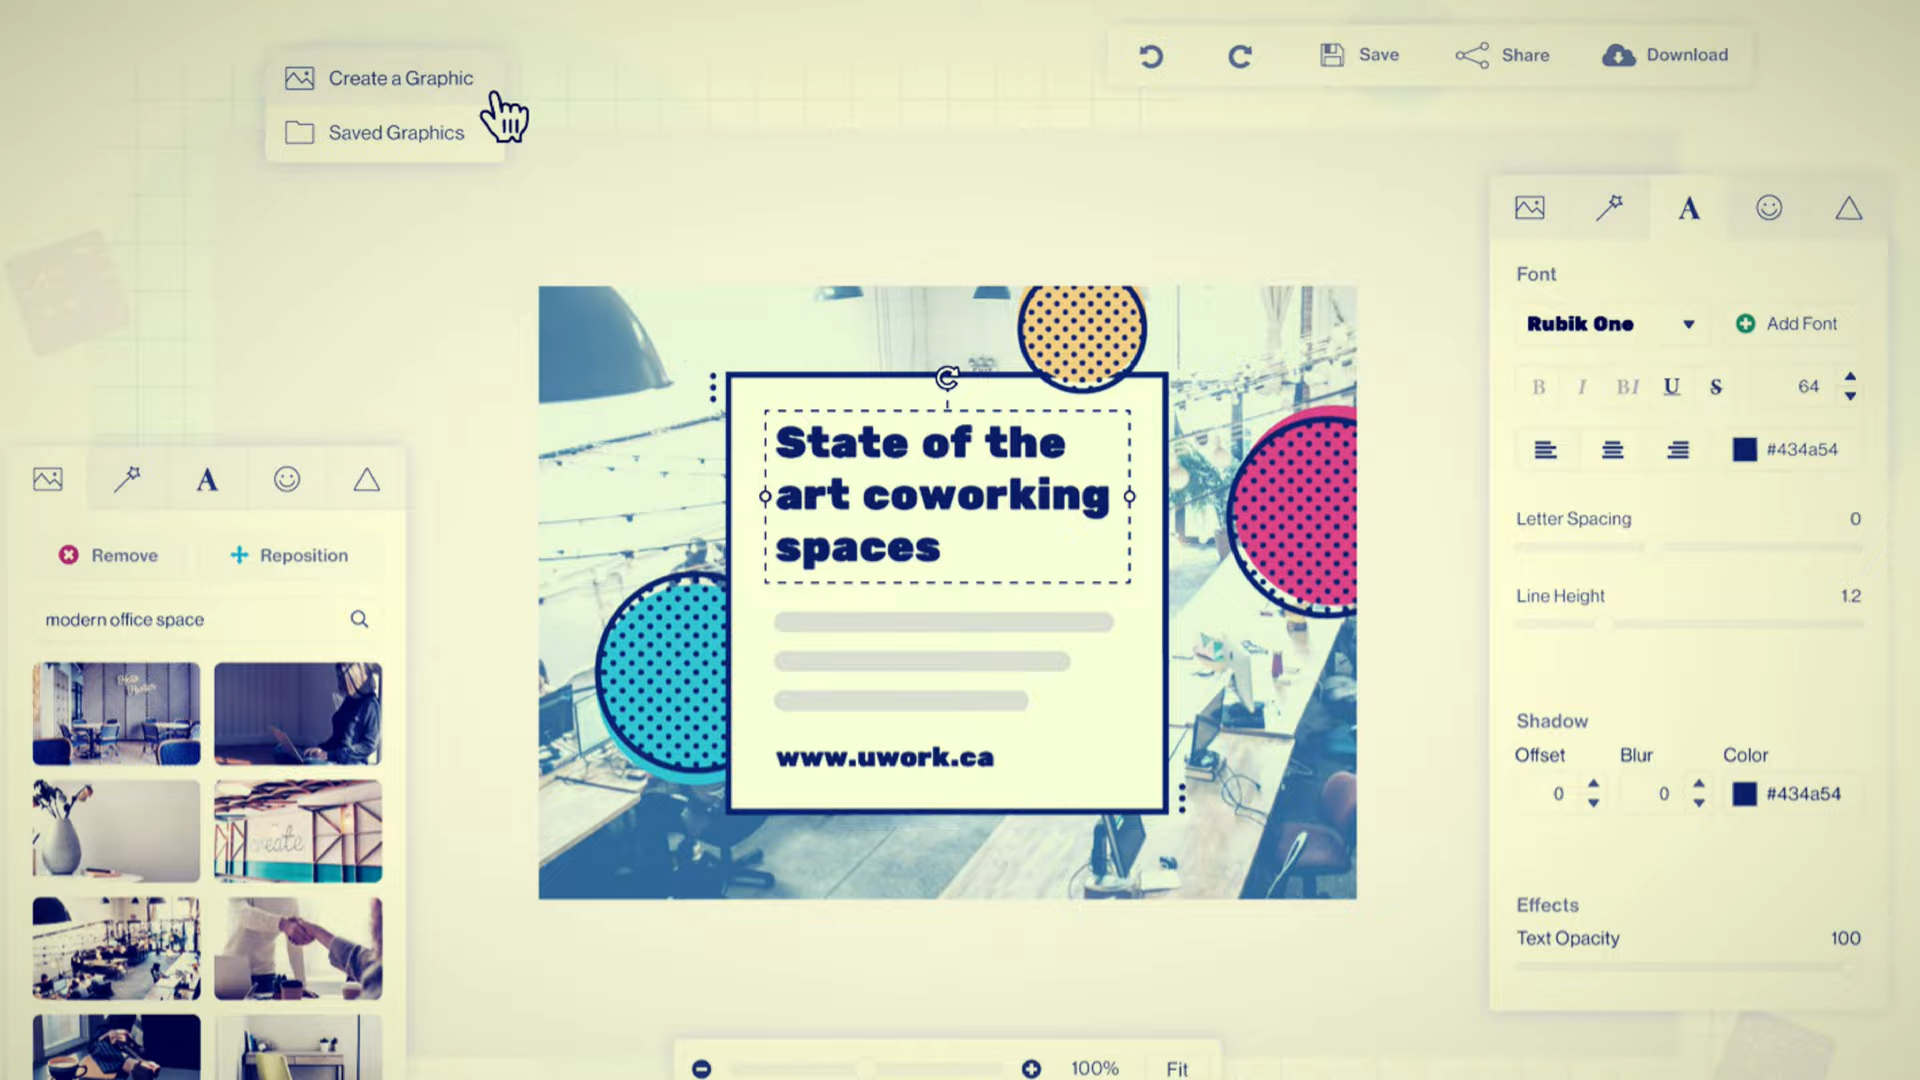 Create a Graphic
Saved Graphics
Save
Share
Download
Remove
Reposition
modern office space
create
State of the
art coworking
spaces
www.uwork.ca
100%
Fit
Font
Rubik One
Add Font
B I BI U S
64
#434a54
Letter Spacing 0
Line Height 1.2
Shadow
Offset Blur Color
0 0 #434a54
Effects
Text Opacity 100